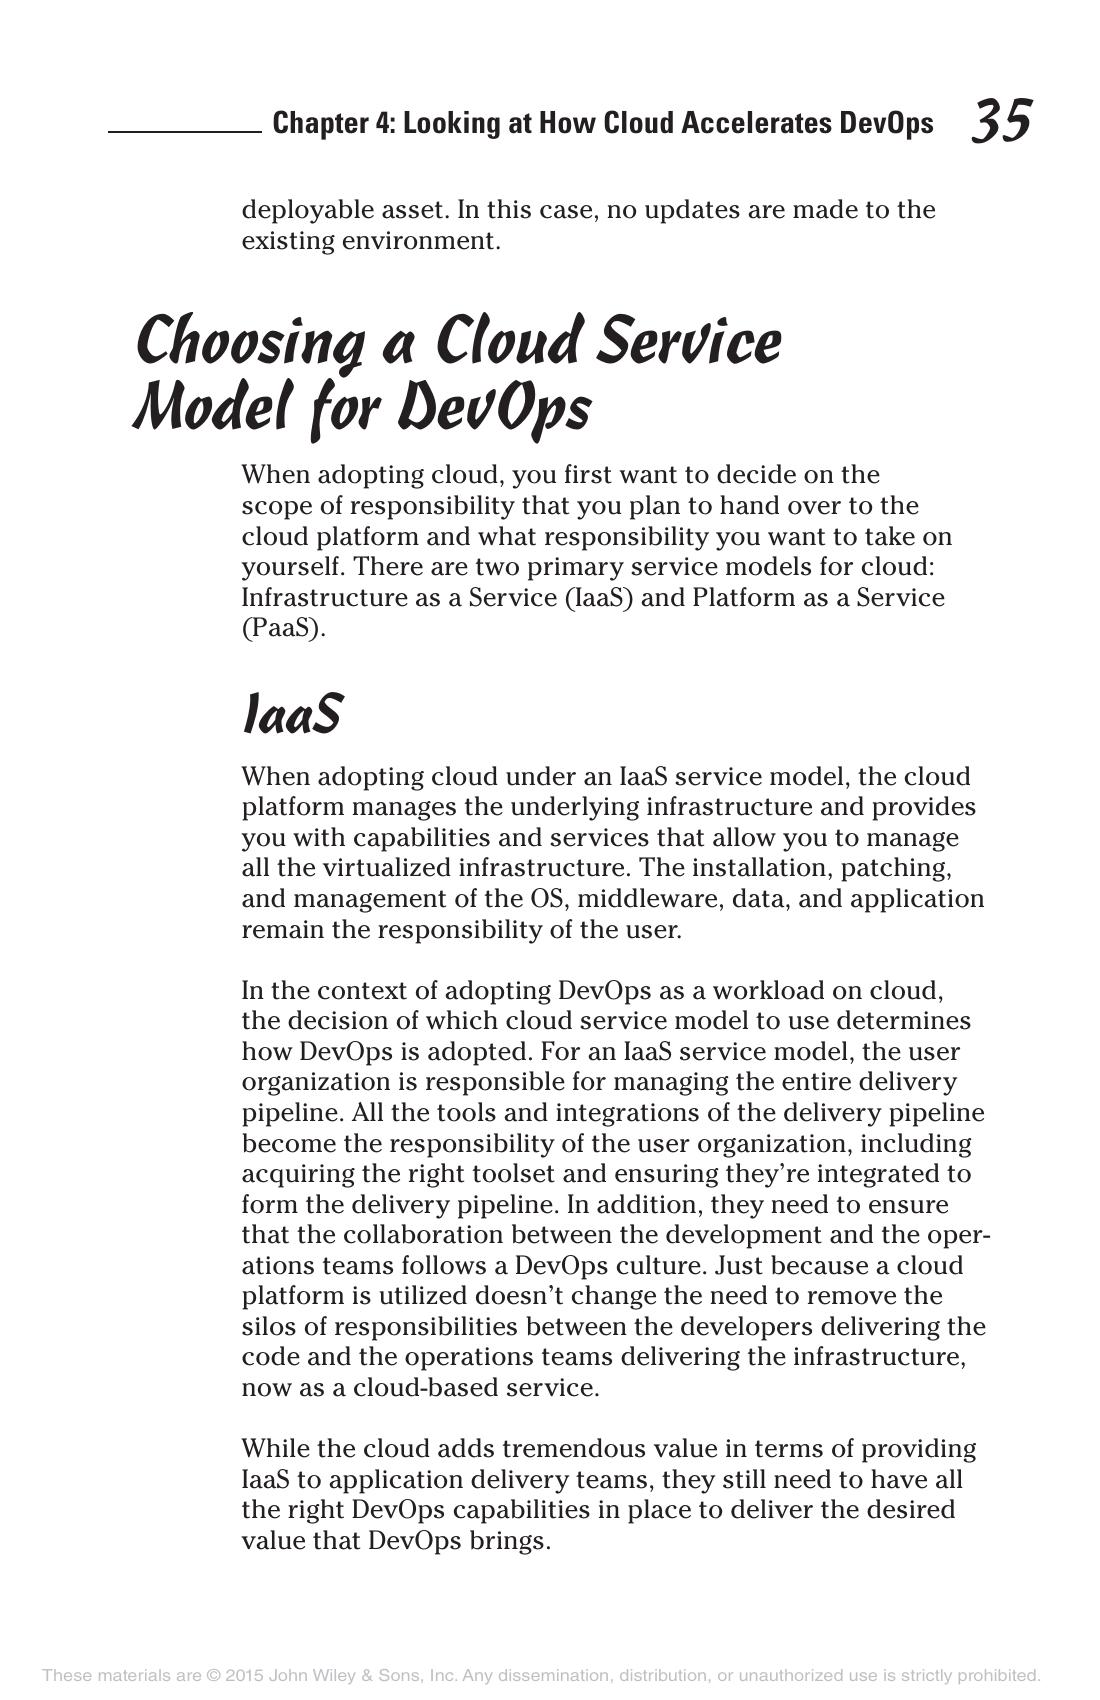 Chapter 4: Looking at How Cloud Accelerates DevOps 35
deployable asset. In this case, no updates are made to the
existing environment.
Choosing a Cloud Service
Model for DevOps
When adopting cloud, you first want to decide on the
scope of responsibility that you plan to hand over to the
cloud platform and what responsibility you want to take on
yourself. There are two primary service models for cloud:
Infrastructure as a Service (IaaS) and Platform as a Service
(PaaS).
IaaS
When adopting cloud under an IaaS service model, the cloud
platform manages the underlying infrastructure and provides
you with capabilities and services that allow you to manage
all the virtualized infrastructure. The installation, patching,
and management of the OS, middleware, data, and application
remain the responsibility of the user.
In the context of adopting DevOps as a workload on cloud,
the decision of which cloud service model to use determines
how DevOps is adopted. For an IaaS service model, the user
organization is responsible for managing the entire delivery
pipeline. All the tools and integrations of the delivery pipeline
become the responsibility of the user organization, including
acquiring the right toolset and ensuring they’re integrated to
form the delivery pipeline. In addition, they need to ensure
that the collaboration between the development and the oper-
ations teams follows a DevOps culture. Just because a cloud
platform is utilized doesn’t change the need to remove the
silos of responsibilities between the developers delivering the
code and the operations teams delivering the infrastructure,
now as a cloud-based service.
While the cloud adds tremendous value in terms of providing
IaaS to application delivery teams, they still need to have all
the right DevOps capabilities in place to deliver the desired
value that DevOps brings.
These materials are © 2015 John Wiley & Sons, Inc. Any dissemination, distribution, or unauthorized use is strictly prohibited.